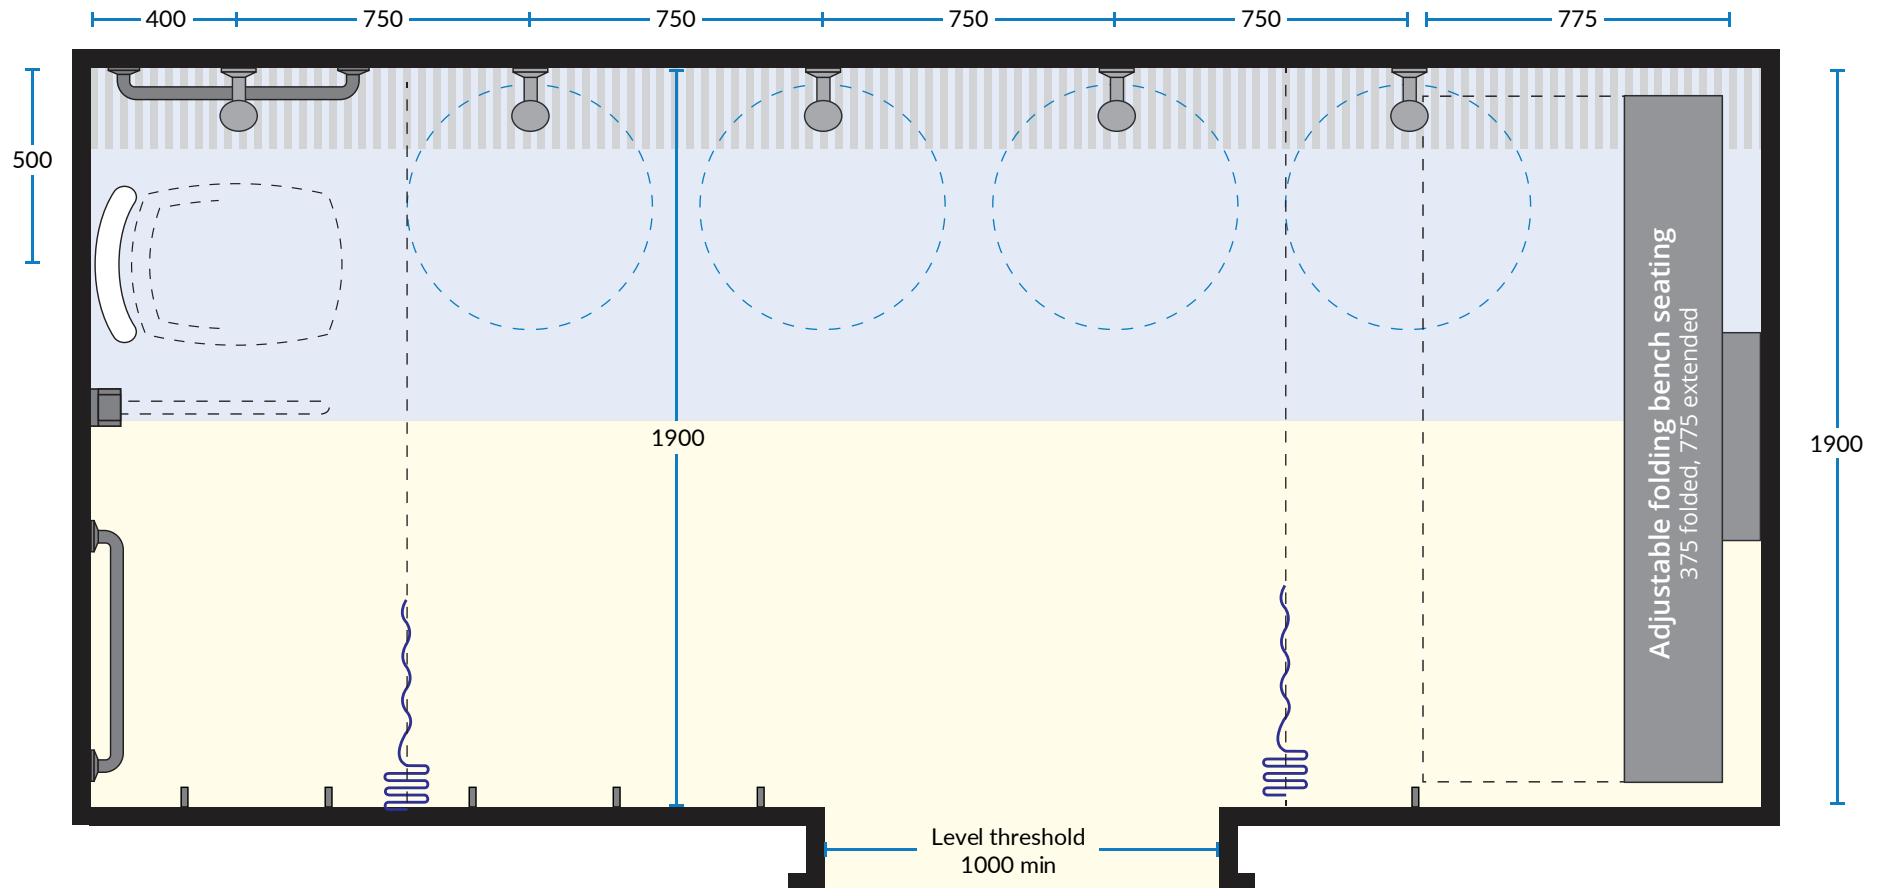 400
750
750
750
750
775
500
1900
1900
Adjustable folding bench seating
375 folded, 775 extended
Level threshold
1000 min